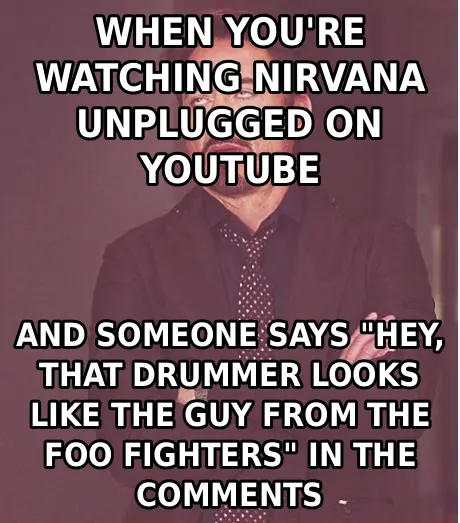 WHEN YOU'RE
WATCHING NIRVANA
UNPLUGGED ON
YOUTUBE
AND SOMEONE SAYS "HEY,
THAT DRUMMER LOOKS
LIKE THE GUY FROM THE
FOO FIGHTERS" IN THE
COMMENTS